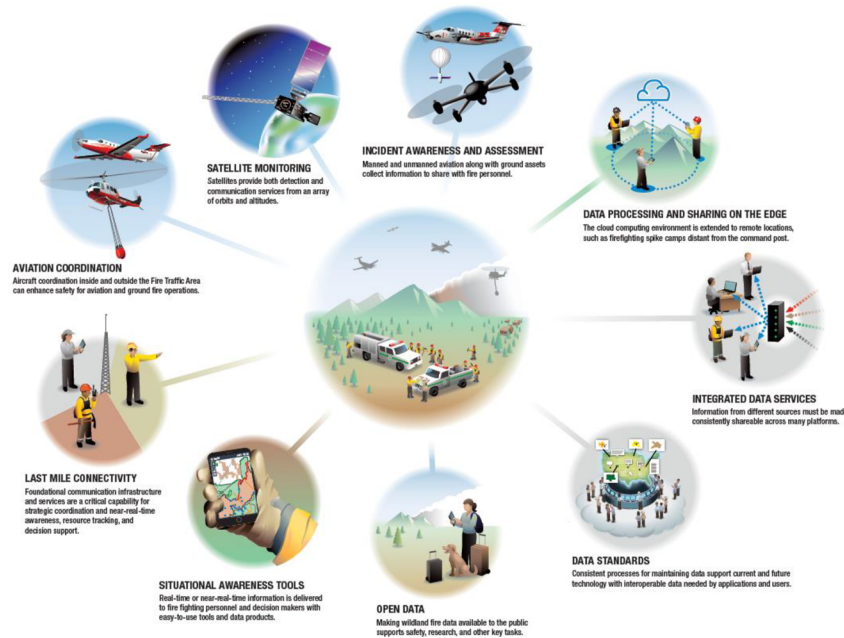 INCIDENT AWARENESS AND ASSESSMENT
Manned and unmanned aviation along with ground assets
collect information to share with fire personnel.
SATELLITE MONITORING
Satellites provide both detection and
communication services from an array
of orbits and altitudes.
DATA PROCESSING AND SHARING ON THE EDGE
The cloud computing environment is extended to remote locations,
such as firefighting spike camps distant from the command post.
AVIATION COORDINATION
Aircraft coordination inside and outside the Fire Traffic Area
can enhance safety for aviation and ground fire operations.
INTEGRATED DATA SERVICES
Information from different sources must be mad
consistently shareable across many platforms.
LAST MILE CONNECTIVITY
Foundational communication infrastructure
and services are a critical capability for
strategic coordination and near-real-time
awareness, resource tracking, and
decision support.
DATA STANDARDS
Consistent processes for maintaining data support current and future
technology with interoperable data needed by applications and users.
SITUATIONAL AWARENESS TOOLS
Real-time or near-real-time information is delivered
to fire fighting personnel and decision makers with
easy-to-use tools and data products.
OPEN DATA
Making wildland fire data available to the public
supports safety, research, and other key tasks.